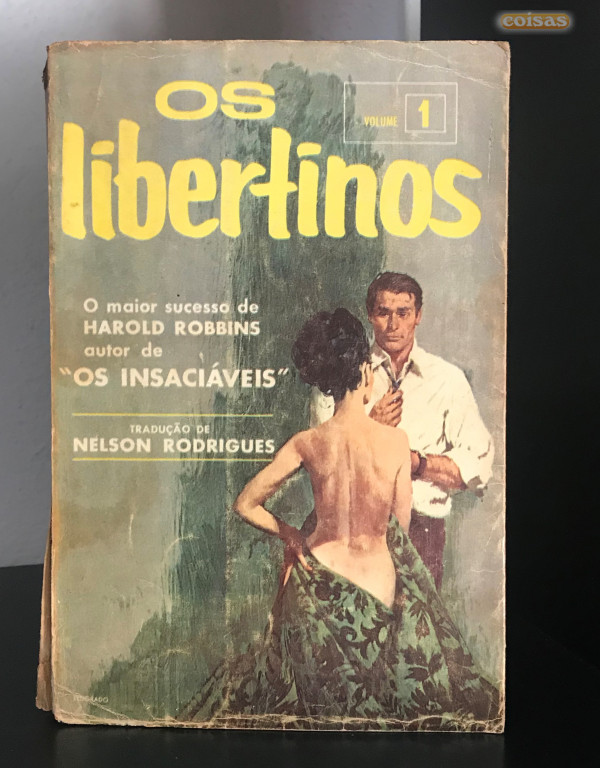 coisas
OS
VOLUME 1
libertinos
O maior sucesso de
HAROLD ROBBINS
autor de
"OS INSACIÁVEIS"
TRADUÇÃO DE
NELSON RODRIGUES